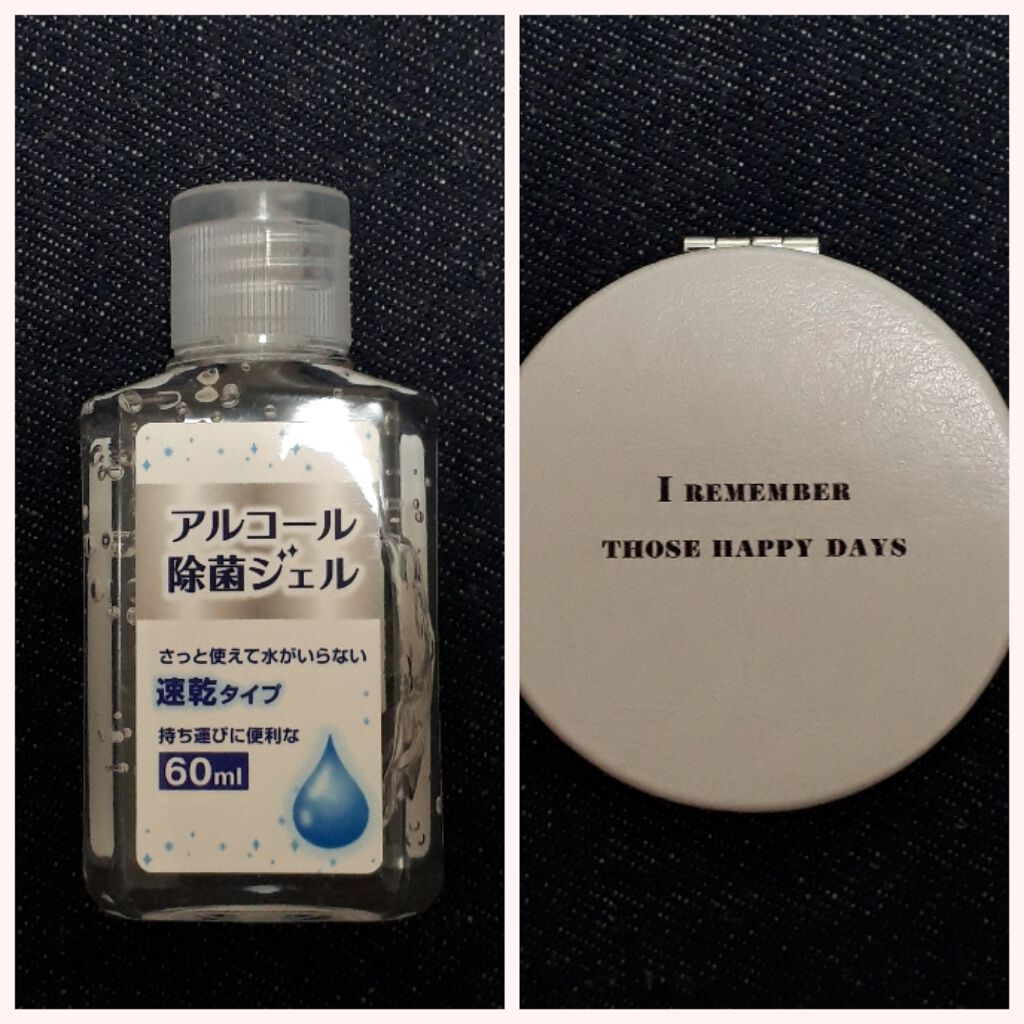 アルコール
除菌ジェル
さっと使えて水がいらない
速乾タイプ
持ち運びに便利な
60ml
I REMEMBER
THOSE HAPPY DAYS